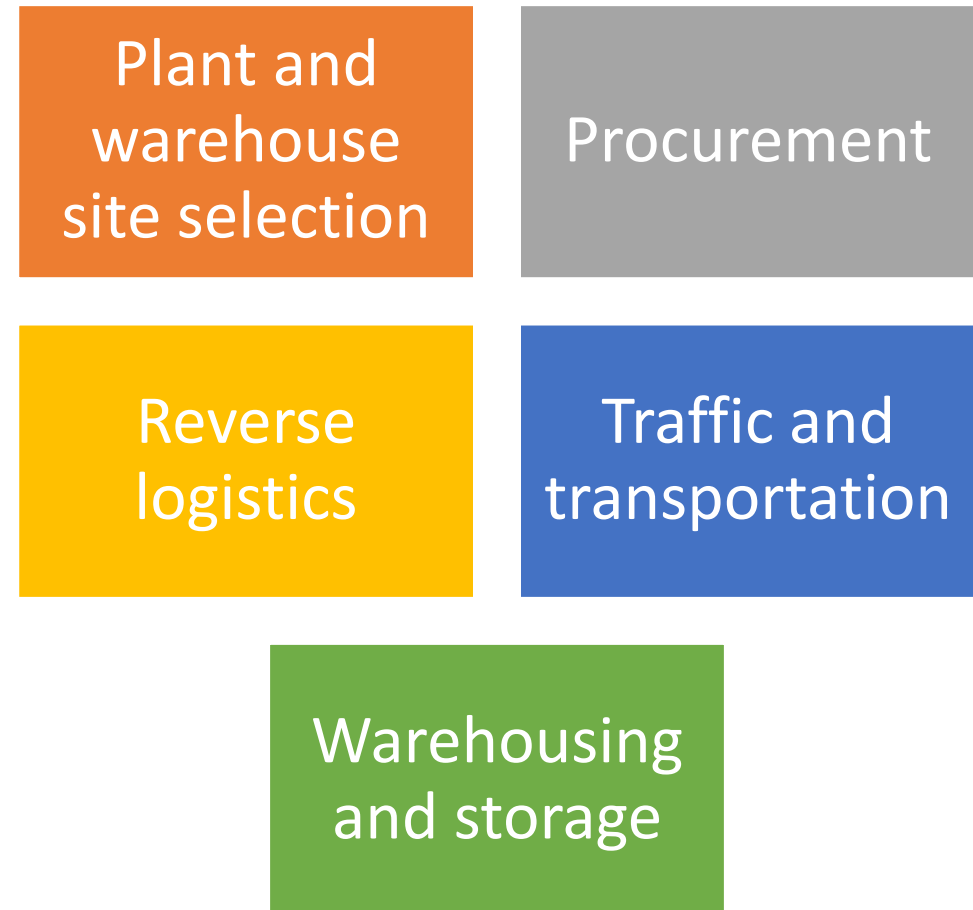 Plant and
warehouse
site selection
Procurement
Reverse
logistics
Traffic and
transportation
Warehousing
and storage